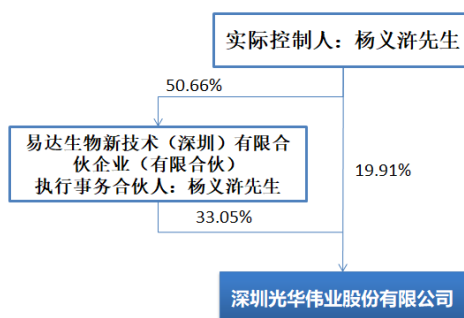 实际控制人：杨义浒先生
50.66%
易达生物新技术（深圳）有限合
伙企业（有限合伙）
执行事务合伙人：杨义浒先生
19.91%
33.05%
深圳光华伟业股份有限公司